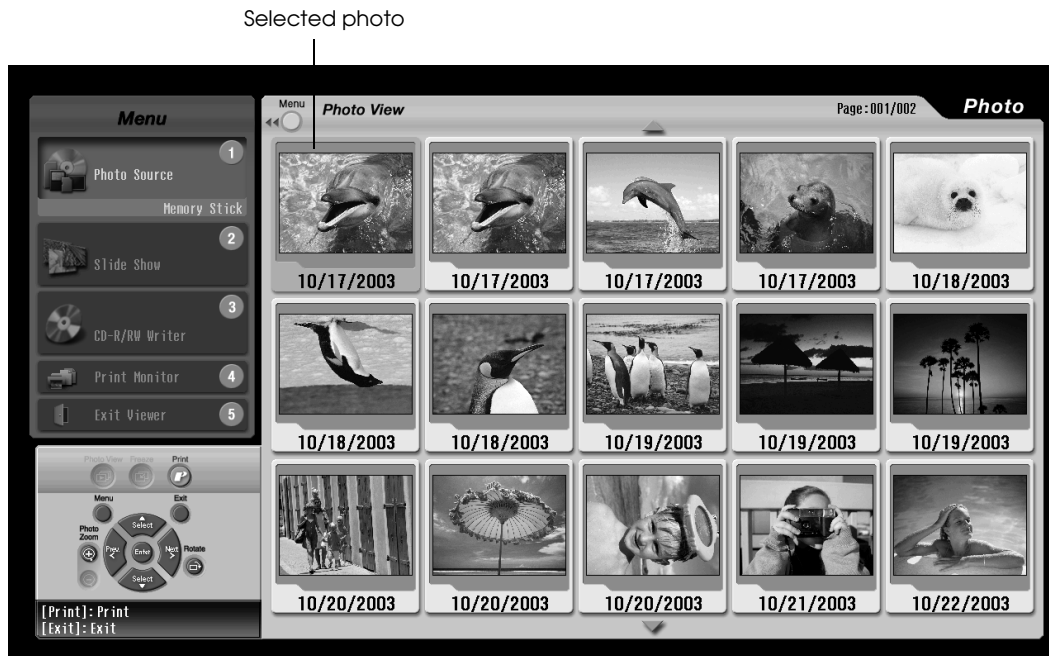 Selected photo
Menu
1
Photo Source
Memory Stick
2
Slide Show
3
CD-R/RW Writer
Print Monitor 4
Exit Viewer 5
Photo View Freeze Print
Menu Exit
Photo
Zoom
Select
Prev Enter Next
Rotate
Select
[Print]: Print
[Exit]: Exit
Menu
Photo View
Page:001/002
Photo
10/17/2003 10/17/2003 10/17/2003 10/17/2003 10/18/2003
10/18/2003 10/18/2003 10/19/2003 10/19/2003 10/19/2003
10/20/2003 10/20/2003 10/20/2003 10/21/2003 10/22/2003